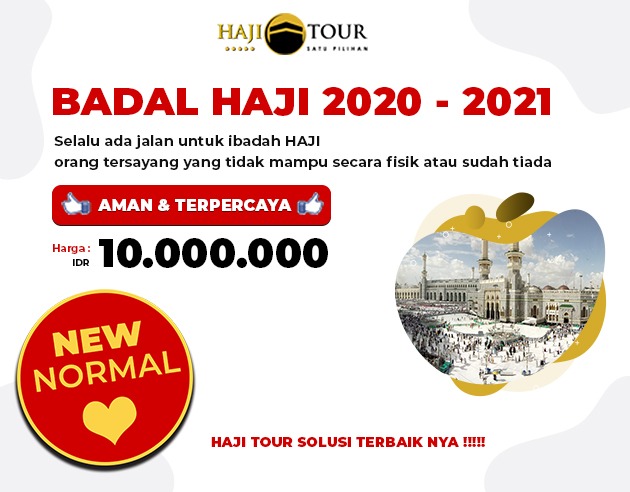 HAJI TOUR
SATU PILIHAN
BADAL HAJI 2020 - 2021
Selalu ada jalan untuk ibadah HAJI
orang tersayang yang tidak mampu secara fisik atau sudah tiada
AMAN & TERPERCAYA
Harga :
IDR
10.000.000
NEW
NORMAL
HAJI TOUR SOLUSI TERBAIK NYA !!!!!